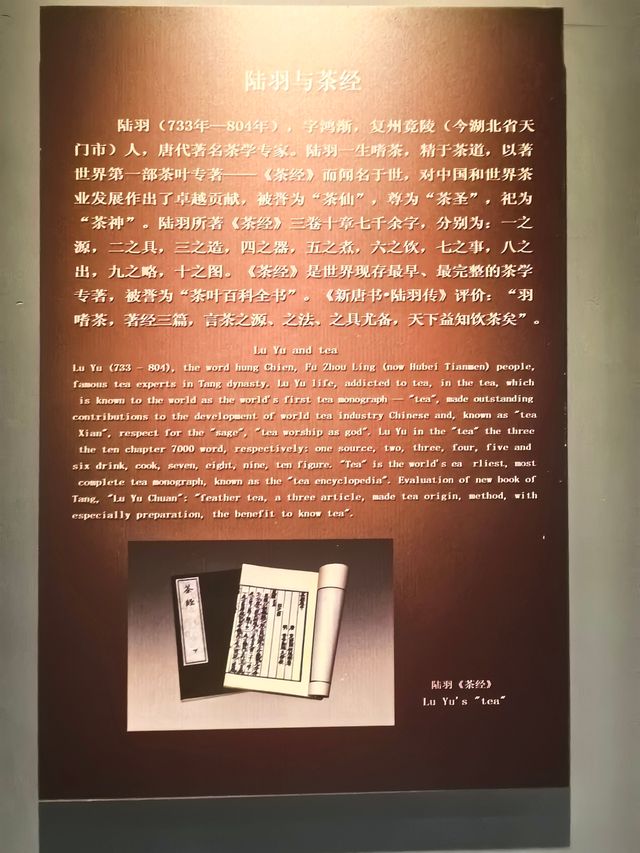 陆羽与茶经
陆羽（733年—804年），字鸿渐，复州竟陵（今湖北省天
门市）人，唐代著名茶学专家。陆羽一生嗜茶，精于茶道，以著
世界第一部茶叶专著——《茶经》而闻名于世，对中国和世界茶
业发展作出了卓越贡献，被誉为“茶仙”，尊为“茶圣”，祀为
“茶神”。陆羽所著《茶经》三卷十章七千余字，分别为：一之
源，二之具，三之造，四之器，五之煮，六之饮，七之事，八之
出，九之略，十之图。《茶经》是世界现存最早、最完整的茶学
专著，被誉为“茶叶百科全书”。《新唐书·陆羽传》评价：“羽
嗜茶，著经三篇，言茶之源、之法、之具尤备，天下益知饮茶矣”。
Lu Yu and tea
Lu Yu (733 - 804), the word hung Chien, Fu Zhou Ling (now Hubei Tianmen) people,
famous tea experts in Tang dynasty. Lu Yu life, addicted to tea, in the tea, which
is known to the world as the world's first tea monograph — "tea", made outstanding
contributions to the development of world tea industry Chinese and, known as "tea
Xian", respect for the "sage", "tea worship as god". Lu Yu in the "tea" the three
the ten chapter 7000 word, respectively: one source, two, three, four, five and
six drink, cook, seven, eight, nine, ten figure. "Tea" is the world's ea rliest, most
complete tea monograph, known as the "tea encyclopedia". Evaluation of new book of
Tang, "Lu Yu Chuan": "feather tea, a three article, made tea origin, method, with
especially preparation, the benefit to know tea".
茶經
下
陆羽《茶经》
Lu Yu's "tea"